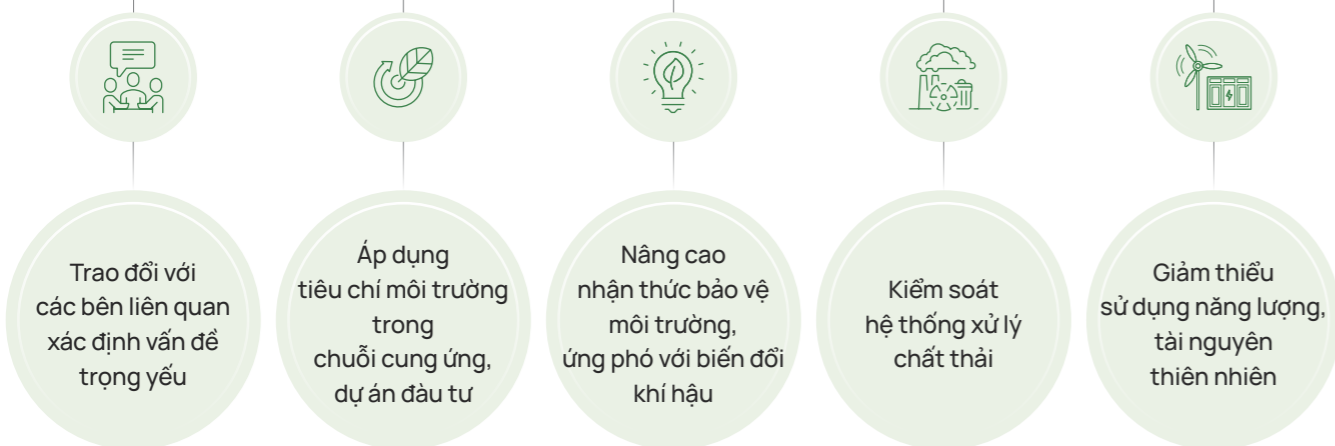 Trao đổi với
các bên liên quan
xác định vấn đề
trọng yếu
Áp dụng
tiêu chí môi trường
trong
chuỗi cung ứng,
dự án đầu tư
Nâng cao
nhận thức bảo vệ
môi trường,
ứng phó với biến đổi
khí hậu
Kiểm soát
hệ thống xử lý
chất thải
Giảm thiểu
sử dụng năng lượng,
tài nguyên
thiên nhiên